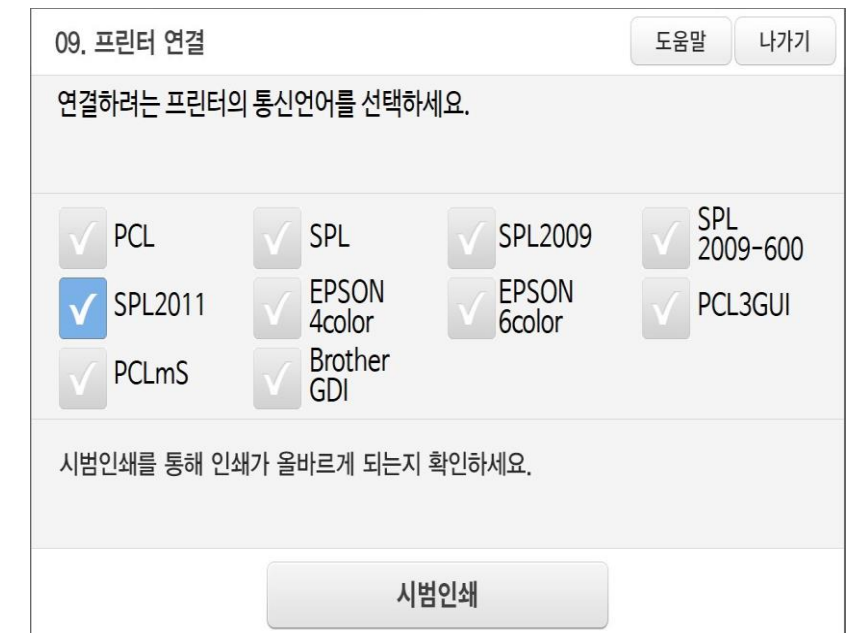 09. 프린터 연결
도움말
나가기
연결하려는 프린터의 통신언어를 선택하세요.
PCL
SPL
SPL2009
SPL
2009-600
SPL2011
EPSON
4color
EPSON
6color
PCL3GUI
PCLmS
Brother
GDI
시범인쇄를 통해 인쇄가 올바르게 되는지 확인하세요.
시범인쇄